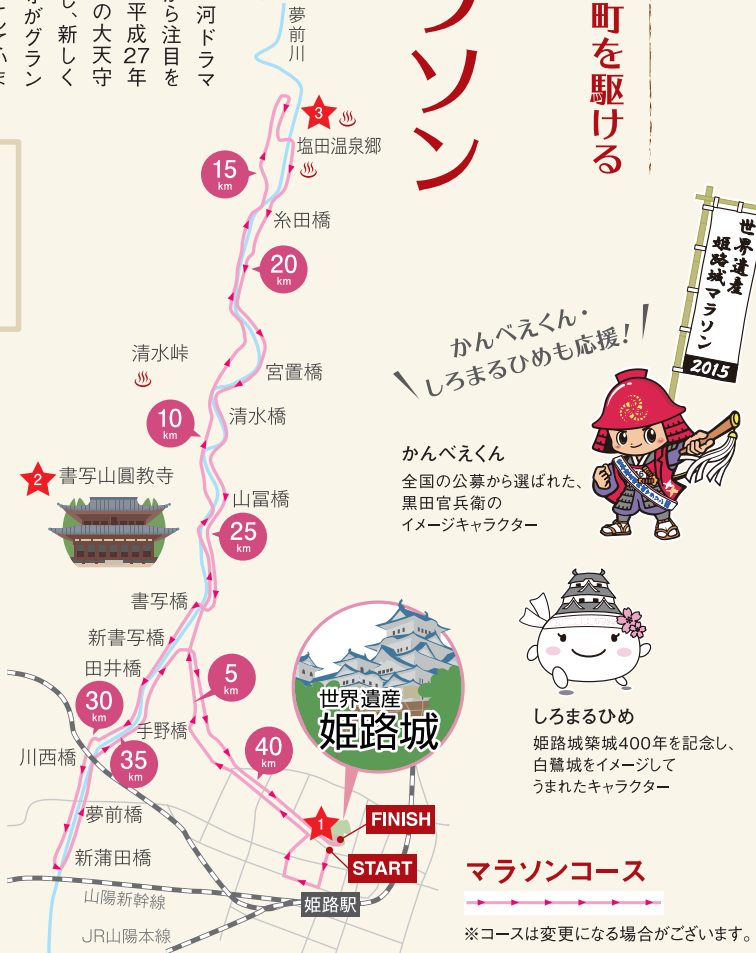 町を駆ける
ソン
河ドラマ
から注目を
平成27年
の大天守
し、新しく
がグラン
夢前川
3
塩田温泉郷
15
km
糸田橋
20
km
清水峠
宮置橋
10
km
清水橋
2
書写山圓教寺
山冨橋
25
km
書写橋
新書写橋
田井橋
5
km
30
km
手野橋
40
km
川西橋
35
km
夢前橋
新蒲田橋
世界遺産
姫路城
1
FINISH
START
姫路駅
山陽新幹線
JR山陽本線
世界遺産
姫路城マラソン
2015
かんべえくん・
しろまるひめも応援!
かんべえくん
全国の公募から選ばれた、
黒田官兵衛の
イメージキャラクター
しろまるひめ
姫路城築城400年を記念し、
白鷺城をイメージして
うまれたキャラクター
マラソンコース
※コースは変更になる場合がございます。